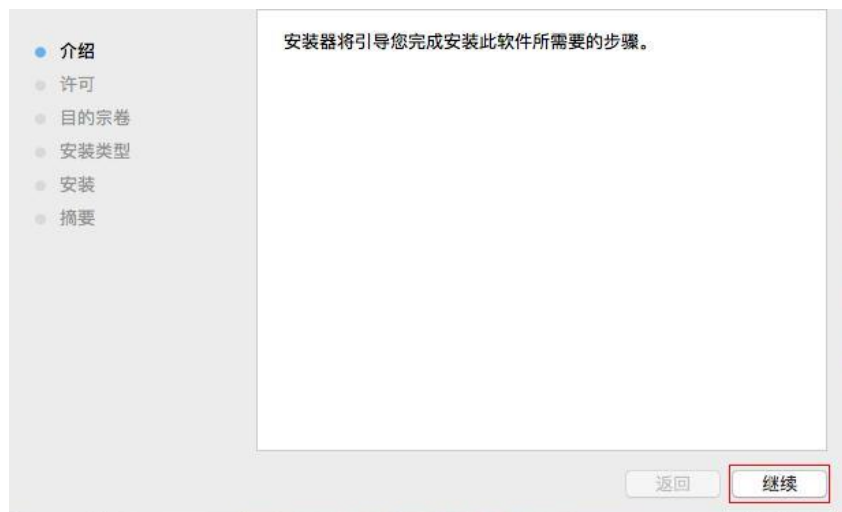 介绍
许可
目的宗卷
安装类型
安装
摘要
安装器将引导您完成安装此软件所需要的步骤。
返回
继续